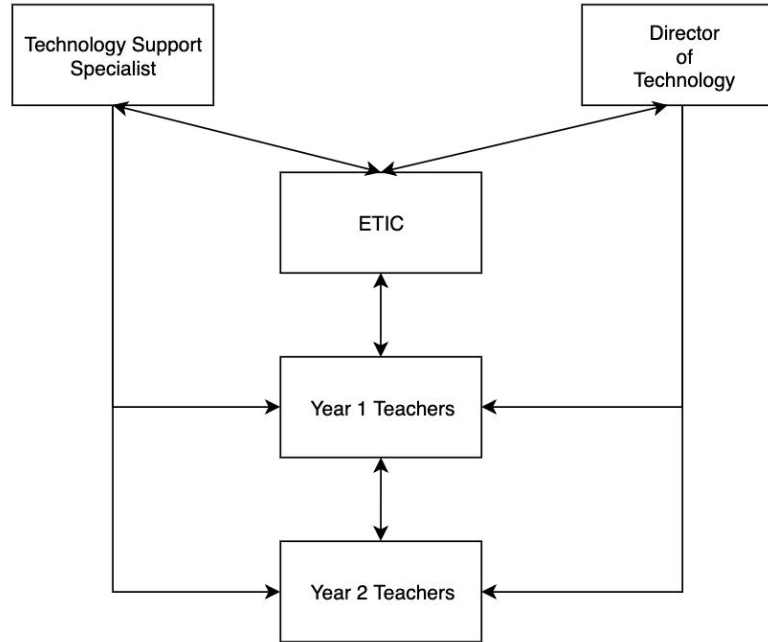 Technology Support
Specialist
Director
of
Technology
ETIC
Year 1 Teachers
Year 2 Teachers